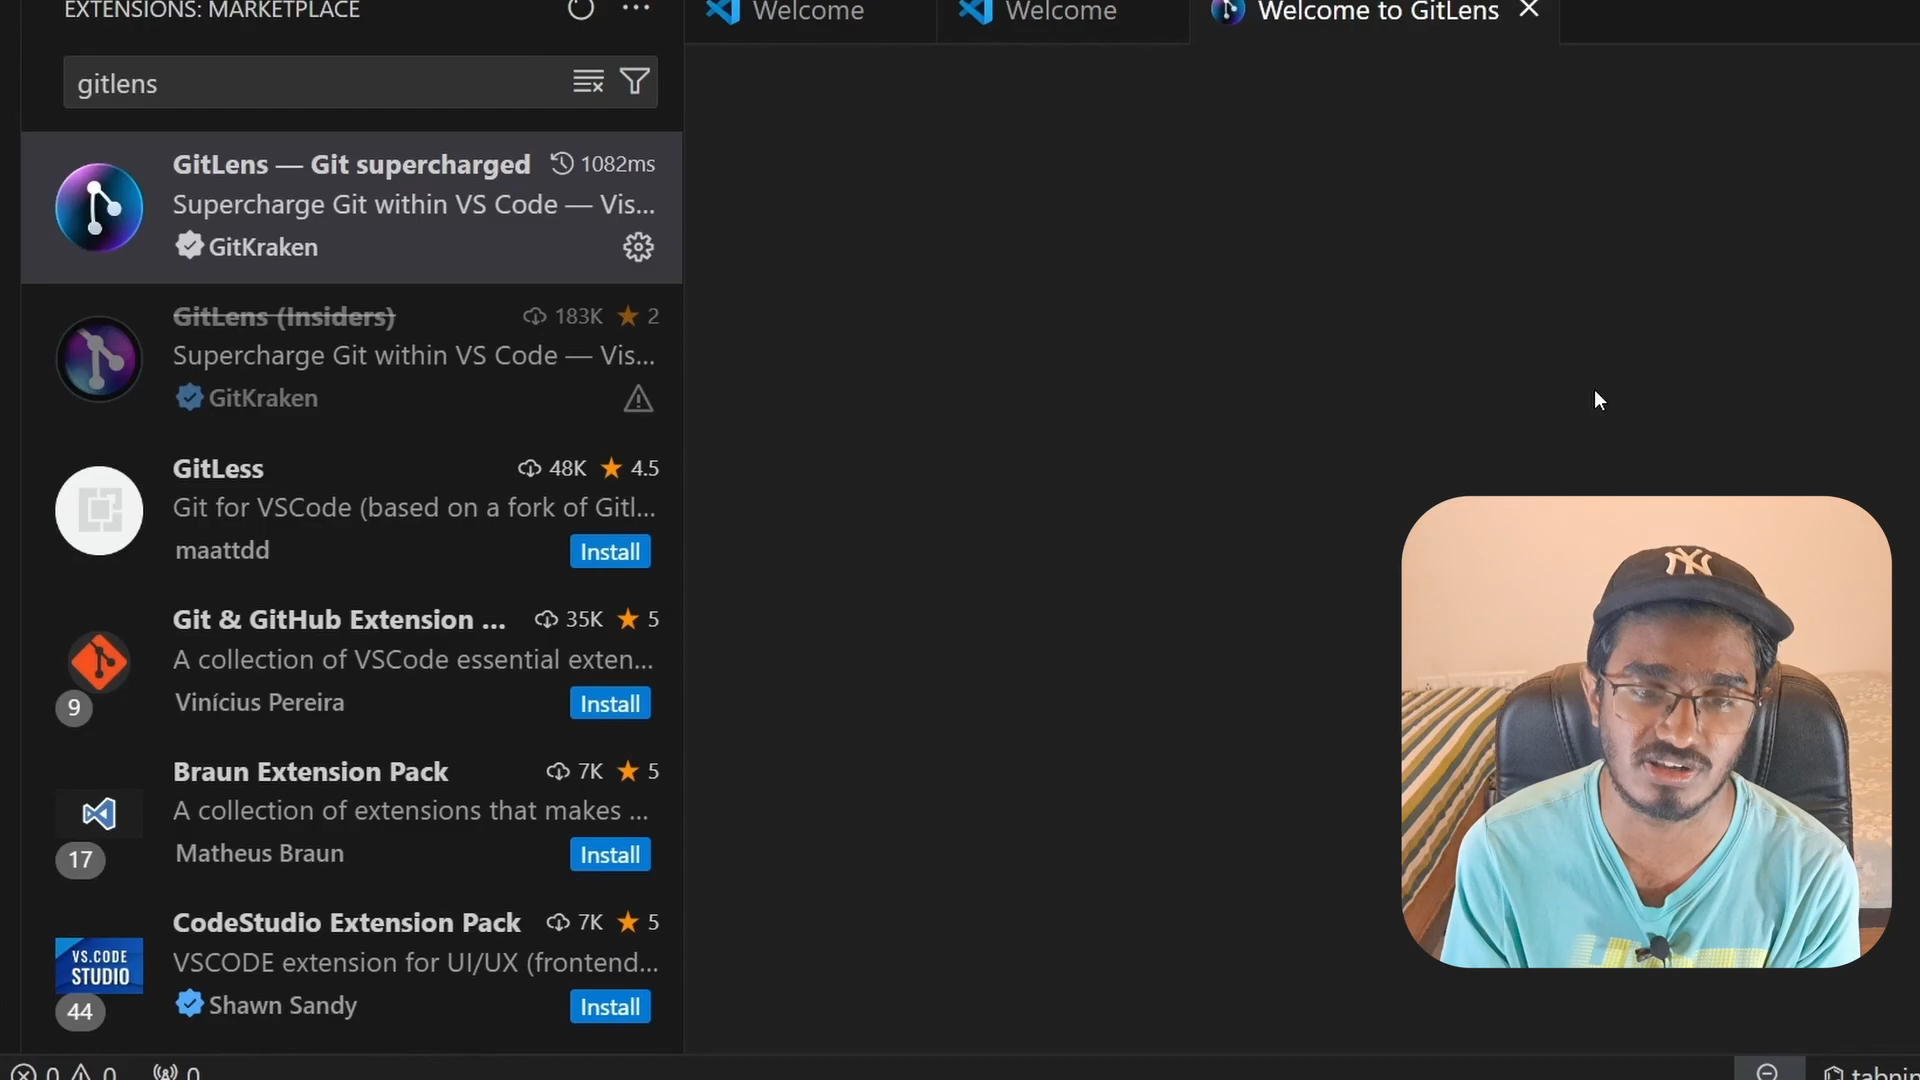 EXTENSIONS: MARKETPLACE
Welcome
Welcome
Welcome to GitLens
gitlens
GitLens — Git supercharged 1082ms
Supercharge Git within VS Code — Vis...
GitKraken
GitLens (Insiders) 183K 2
Supercharge Git within VS Code — Vis...
GitKraken
GitLess 48K 4.5
Git for VSCode (based on a fork of Gitl...
maattdd Install
Git & GitHub Extension ... 35K 5
A collection of VSCode essential exten...
9 Vinícius Pereira Install
Braun Extension Pack 7K 5
A collection of extensions that makes ...
17 Matheus Braun Install
CodeStudio Extension Pack 7K 5
VS.CODE STUDIO
VSCODE extension for UI/UX (frontend...
44 Shawn Sandy Install
NY
0 0 0
tabnin